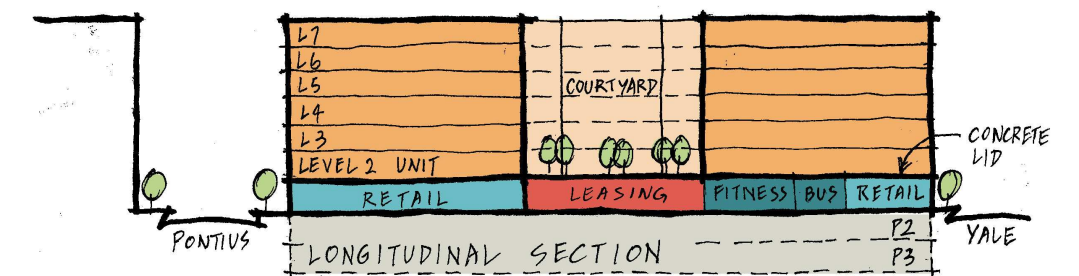 L7
L6
L5
L4
L3
LEVEL 2 UNIT
COURTYARD
CONCRETE
LID
RETAIL
LEASING
FITNESS
BUS
RETAIL
PONTIUS
YALE
P2
LONGITUDINAL SECTION
P3